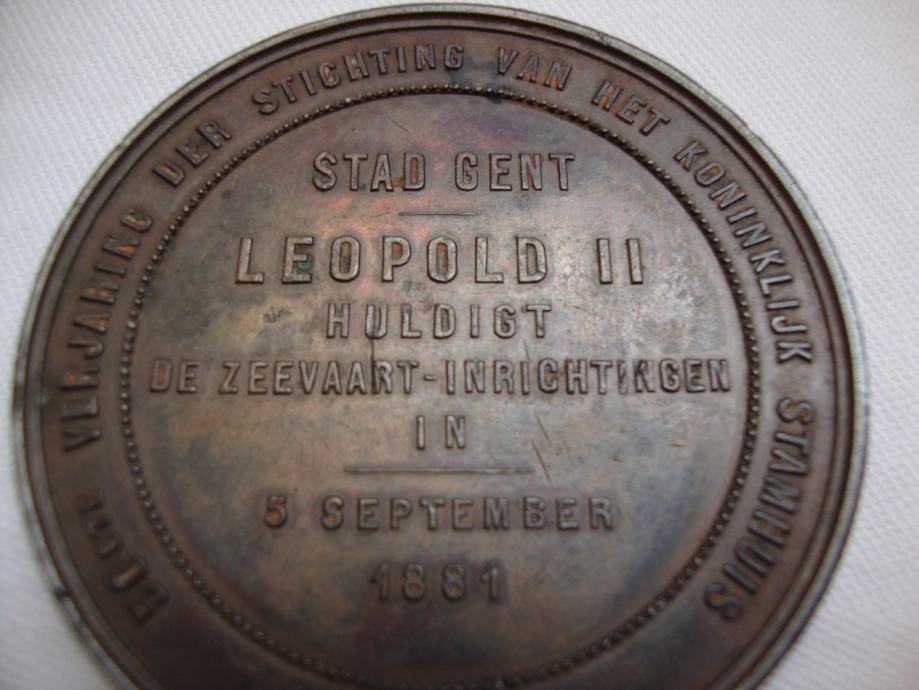 50STE VERJARING DER STICHTING VAN HET KONINKLIJK STAMHUIS
STAD GENT
LEOPOLD II
HULDIGT
DE ZEEVAART-INRICHTINGEN
IN
5 SEPTEMBER
1881